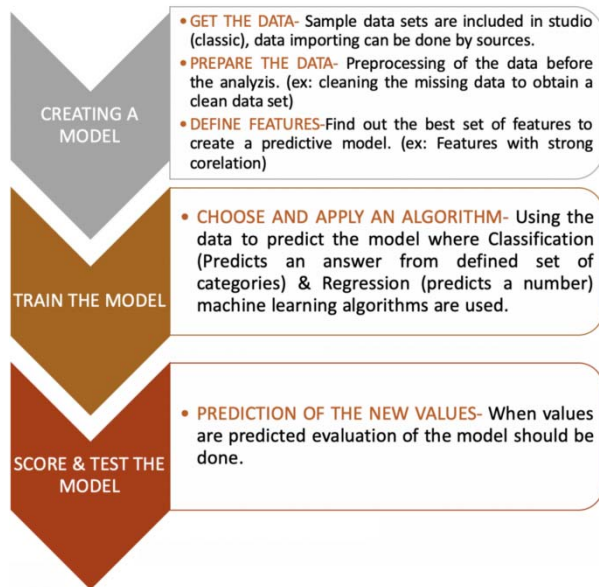 CREATING A
MODEL
• GET THE DATA- Sample data sets are included in studio
(classic), data importing can be done by sources.
• PREPARE THE DATA- Preprocessing of the data before
the analyzis. (ex: cleaning the missing data to obtain a
clean data set)
• DEFINE FEATURES-Find out the best set of features to
create a predictive model. (ex: Features with strong
corelation)
TRAIN THE MODEL
• CHOOSE AND APPLY AN ALGORITHM- Using the
data to predict the model where Classification
(Predicts an answer from defined set of
categories) & Regression (predicts a number)
machine learning algorithms are used.
SCORE & TEST THE
MODEL
• PREDICTION OF THE NEW VALUES- When values
are predicted evaluation of the model should be
done.